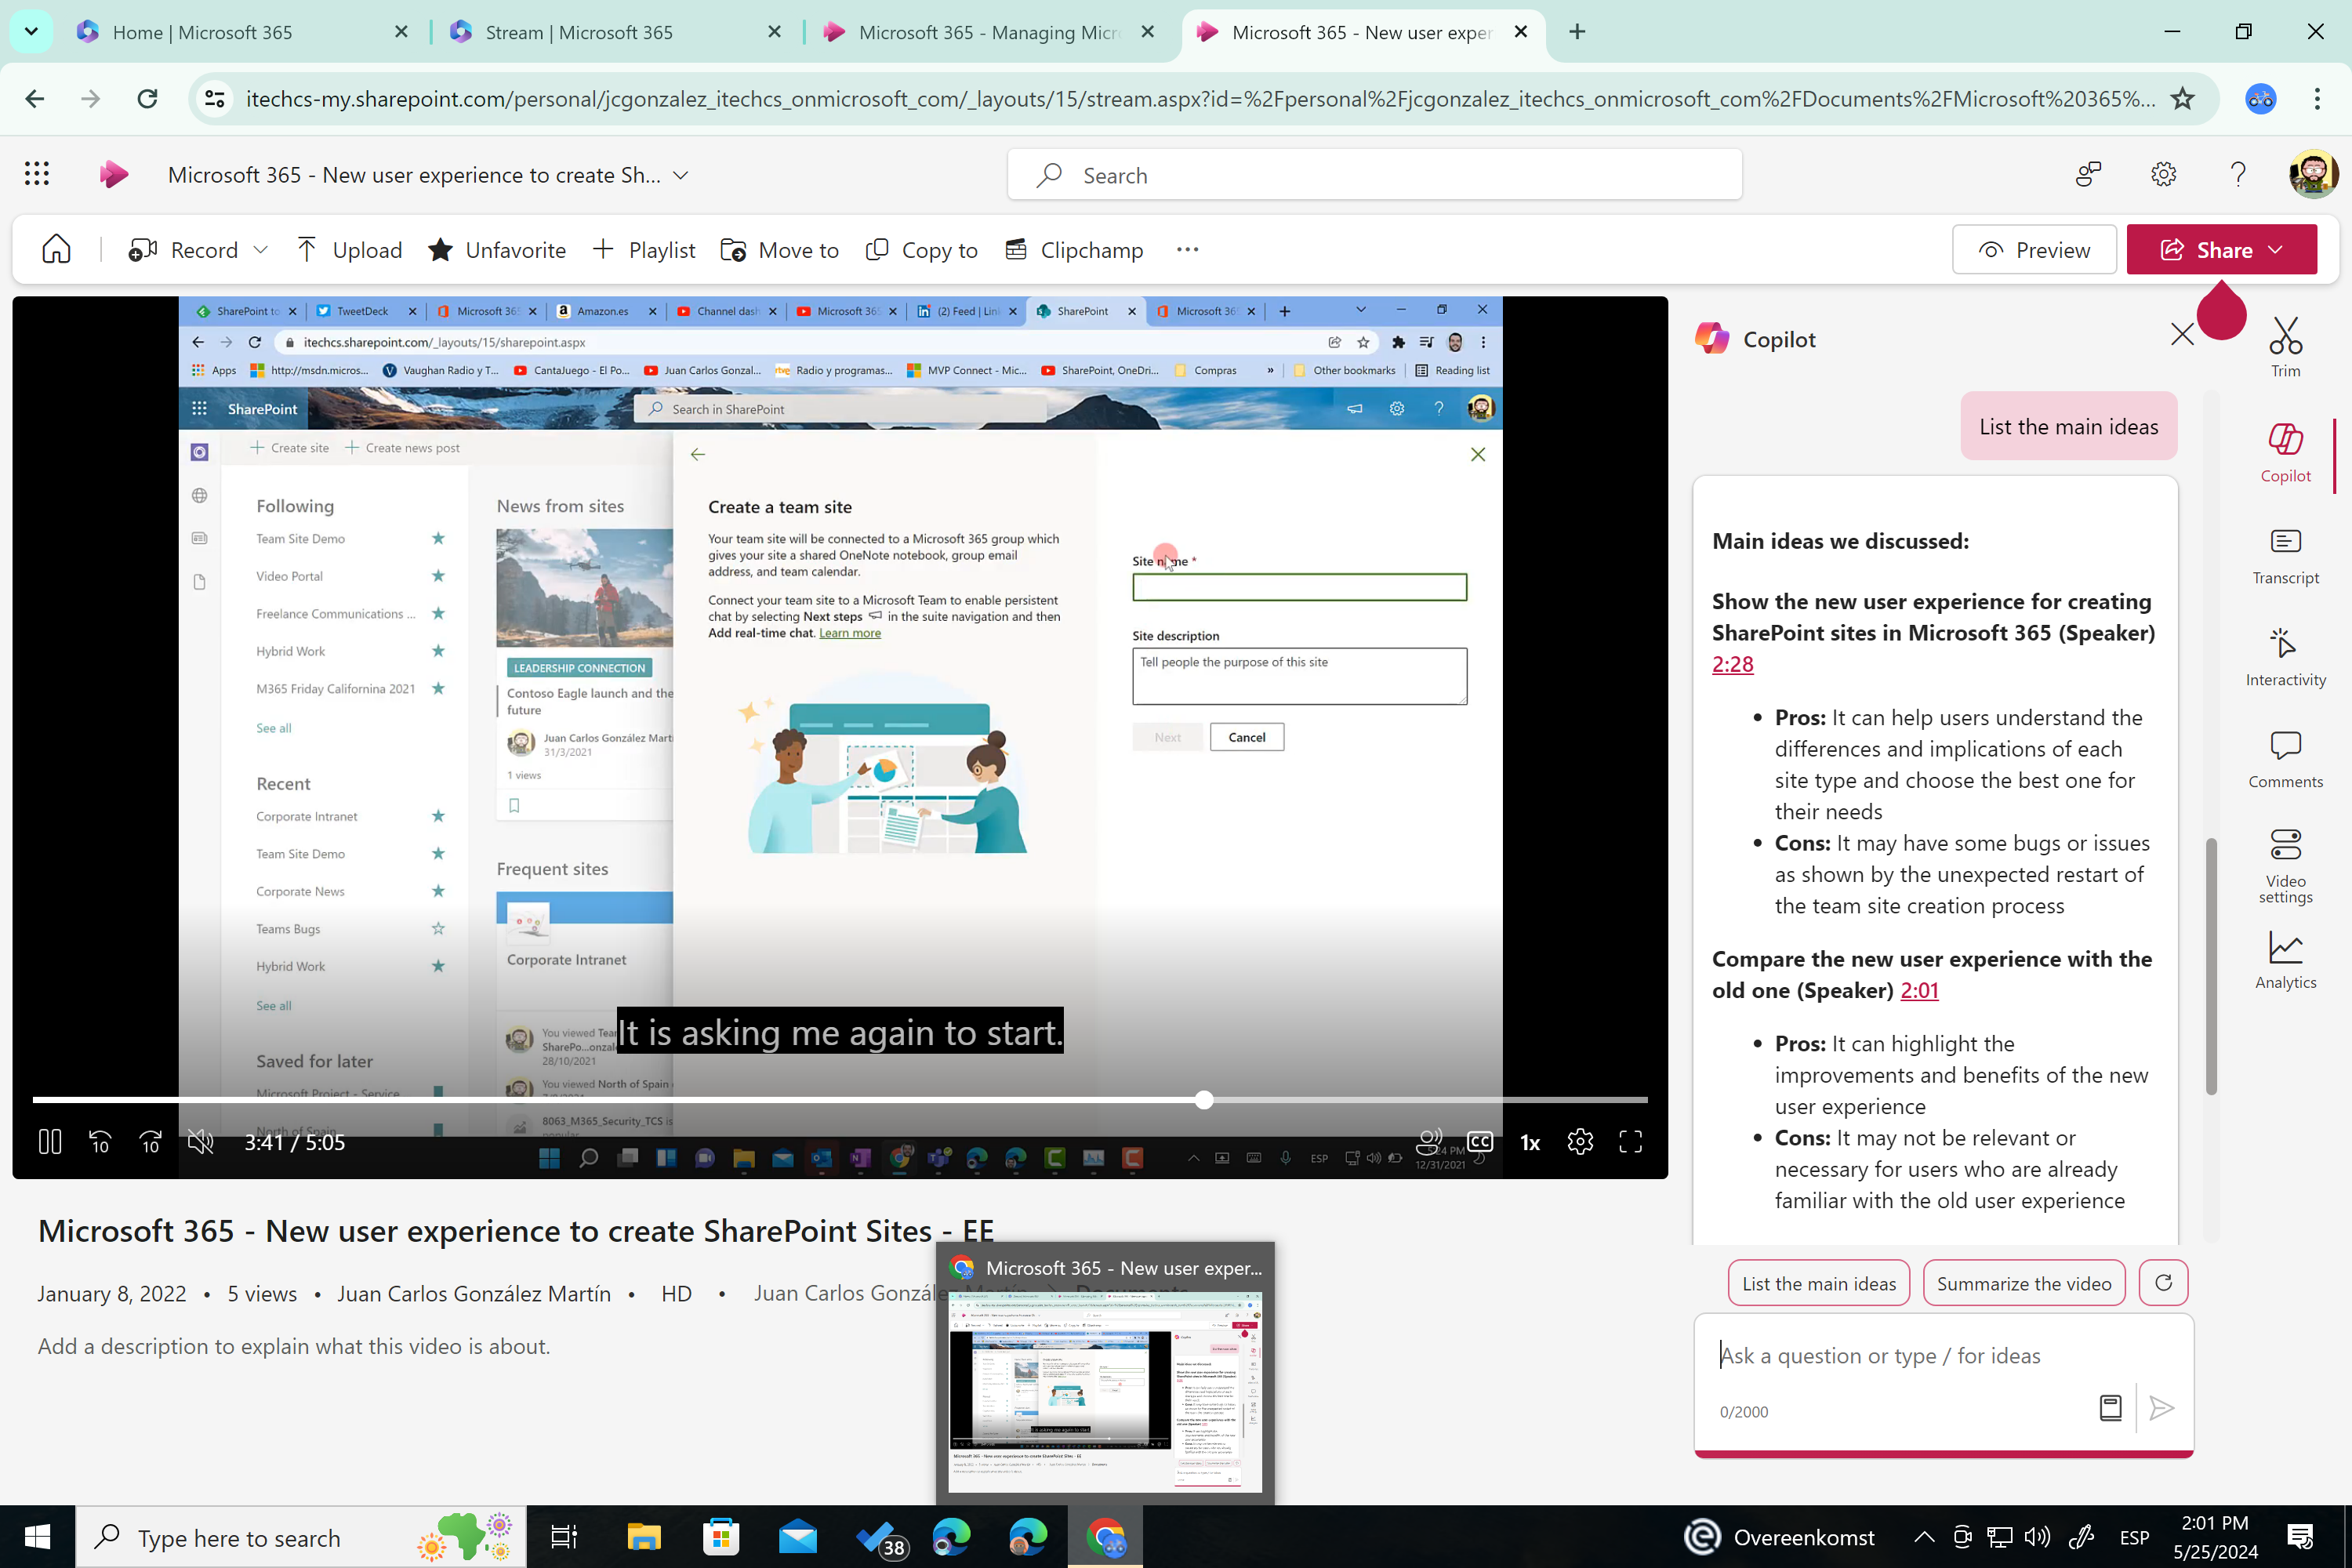 Home | Microsoft 365
Stream | Microsoft 365
Microsoft 365 - Managing Micr
Microsoft 365 - New user exper
itechcs-my.sharepoint.com/personal/jcgonzalez_itechcs_onmicrosoft_com/_layouts/15/stream.aspx?id=%2Fpersonal%2Fjcgonzalez_itechcs_onmicrosoft_com%2FDocuments%2FMicrosoft%20365%...
Microsoft 365 - New user experience to create Sh...
Search
Record
Upload
Unfavorite
Playlist
Move to
Copy to
Clipchamp
Preview
Share
SharePoint to
TweetDeck
Microsoft 365
Amazon.es
Channel dash
Microsoft 365
(2) Feed | Link
SharePoint
Microsoft 365
itechcs.sharepoint.com/_layouts/15/sharepoint.aspx
Apps
http://msdn.micros...
Vaughan Radio y T...
CantaJuego - El Po...
Juan Carlos Gonzal...
rtve
Radio y programas...
MVP Connect - Mic...
SharePoint, OneDri...
Compras
»
Other bookmarks
Reading list
SharePoint
Search in SharePoint
Create site
Create news post
Following
Team Site Demo
Video Portal
Freelance Communications ...
Hybrid Work
M365 Friday Californina 2021
See all
Recent
Corporate Intranet
Team Site Demo
Corporate News
Teams Bugs
Hybrid Work
See all
Saved for later
Microsoft Project - Service
North of Spain
News from sites
LEADERSHIP CONNECTION
Contoso Eagle launch and the
future
Juan Carlos González Marti
31/3/2021
1 views
Frequent sites
Corporate Intranet
You viewed Tea
SharePo...onzal
28/10/2021
You viewed North of Spain
8063_M365_Security_TCS is
popular
Create a team site
Your team site will be connected to a Microsoft 365 group which
gives your site a shared OneNote notebook, group email
address, and team calendar.
Connect your team site to a Microsoft Team to enable persistent
chat by selecting Next steps in the suite navigation and then
Add real-time chat. Learn more
Site name *
Site description
Tell people the purpose of this site
Next
Cancel
It is asking me again to start.
3:41 / 5:05
10
10
CC
1x
ESP
5:24 PM
12/31/2021
Copilot
List the main ideas
Main ideas we discussed:
Show the new user experience for creating
SharePoint sites in Microsoft 365 (Speaker)
2:28
• Pros: It can help users understand the
differences and implications of each
site type and choose the best one for
their needs
• Cons: It may have some bugs or issues
as shown by the unexpected restart of
the team site creation process
Compare the new user experience with the
old one (Speaker) 2:01
• Pros: It can highlight the
improvements and benefits of the new
user experience
• Cons: It may not be relevant or
necessary for users who are already
familiar with the old user experience
List the main ideas
Summarize the video
Ask a question or type / for ideas
0/2000
Trim
Copilot
Transcript
Interactivity
Comments
Video
settings
Analytics
Microsoft 365 - New user experience to create SharePoint Sites - EE
January 8, 2022 • 5 views • Juan Carlos González Martín • HD • Juan Carlos González Martín > Documents
Add a description to explain what this video is about.
Microsoft 365 - New user exper...
Type here to search
38
Overeenkomst
ESP
2:01 PM
5/25/2024